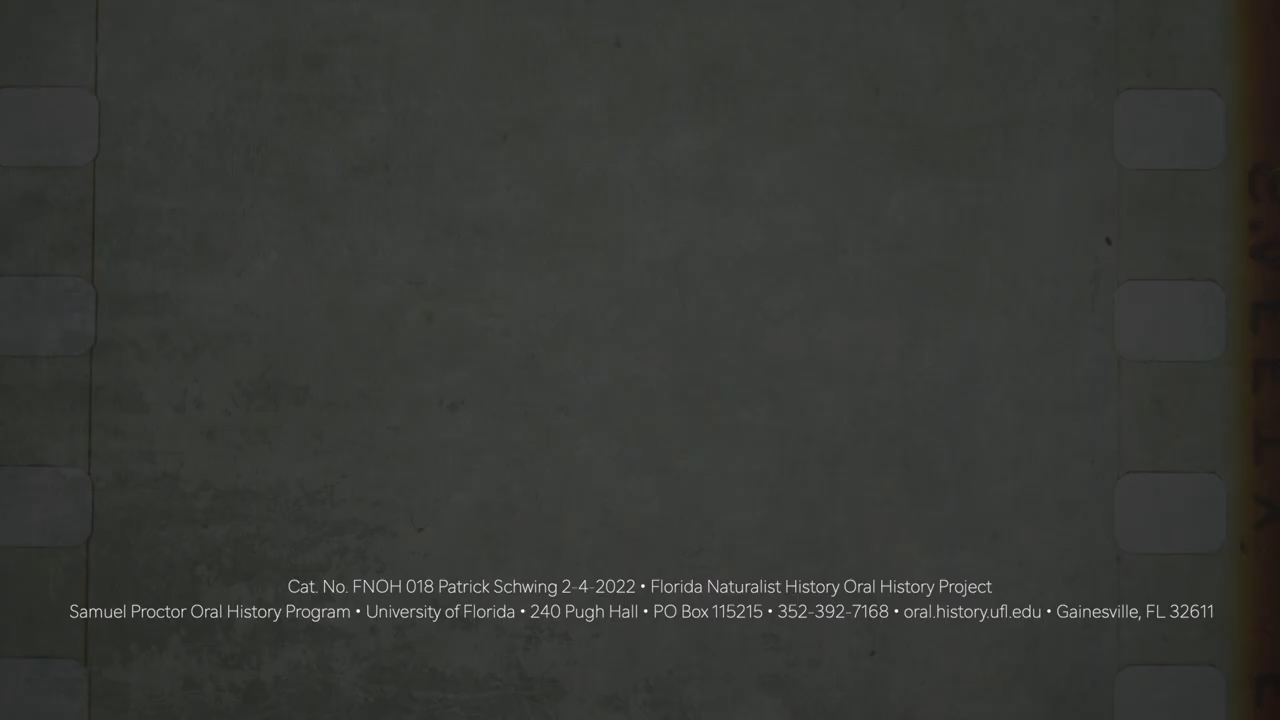 Cat. No. FNOH 018 Patrick Schwing 2-4-2022 • Florida Naturalist History Oral History Project
Samuel Proctor Oral History Program • University of Florida • 240 Pugh Hall • PO Box 115215 • 352-392-7168 • oral.history.ufl.edu • Gainesville, FL 32611